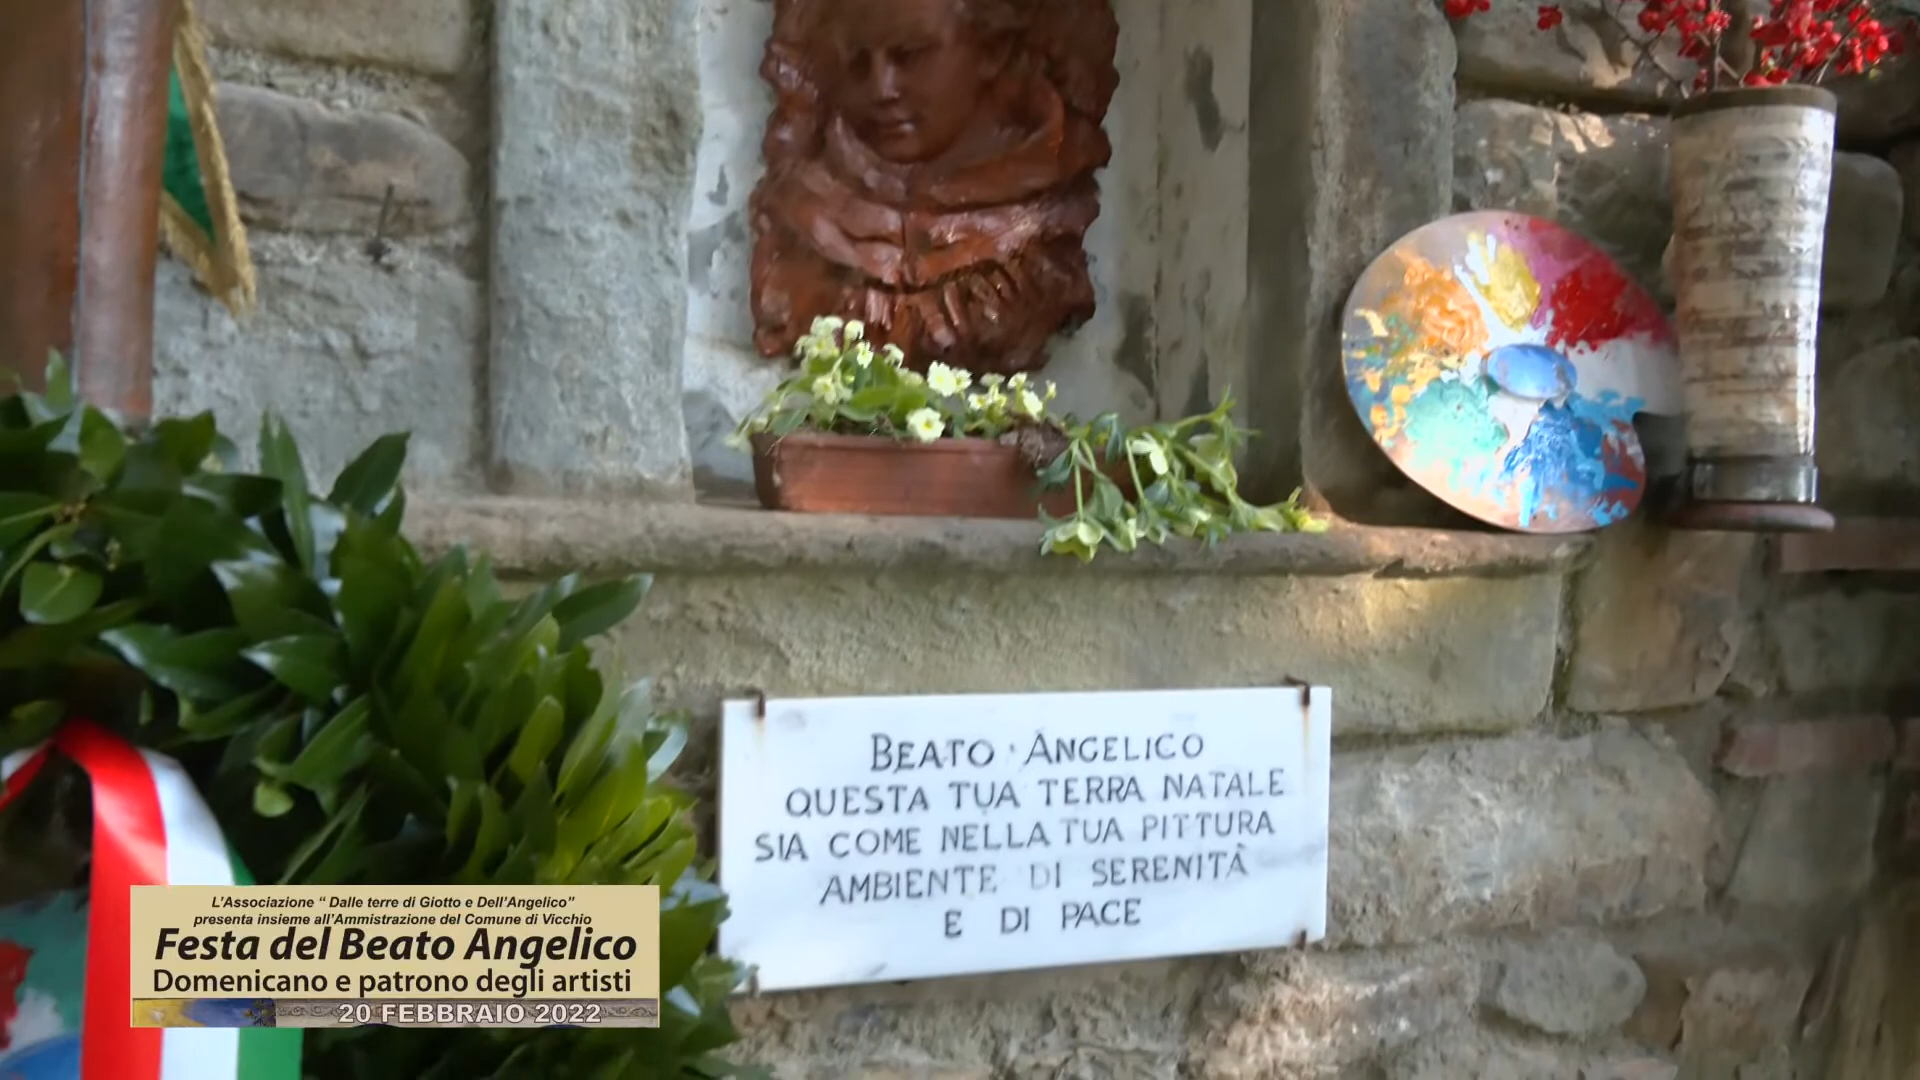 BEATO · ANGELICO
QUESTA TUA TERRA NATALE
SIA COME NELLA TUA PITTURA
AMBIENTE DI SERENITÀ
E DI PACE
L'Associazione “ Dalle terre di Giotto e Dell'Angelico”
presenta insieme all'Ammistrazione del Comune di Vicchio
Festa del Beato Angelico
Domenicano e patrono degli artisti
20 FEBBRAIO 2022